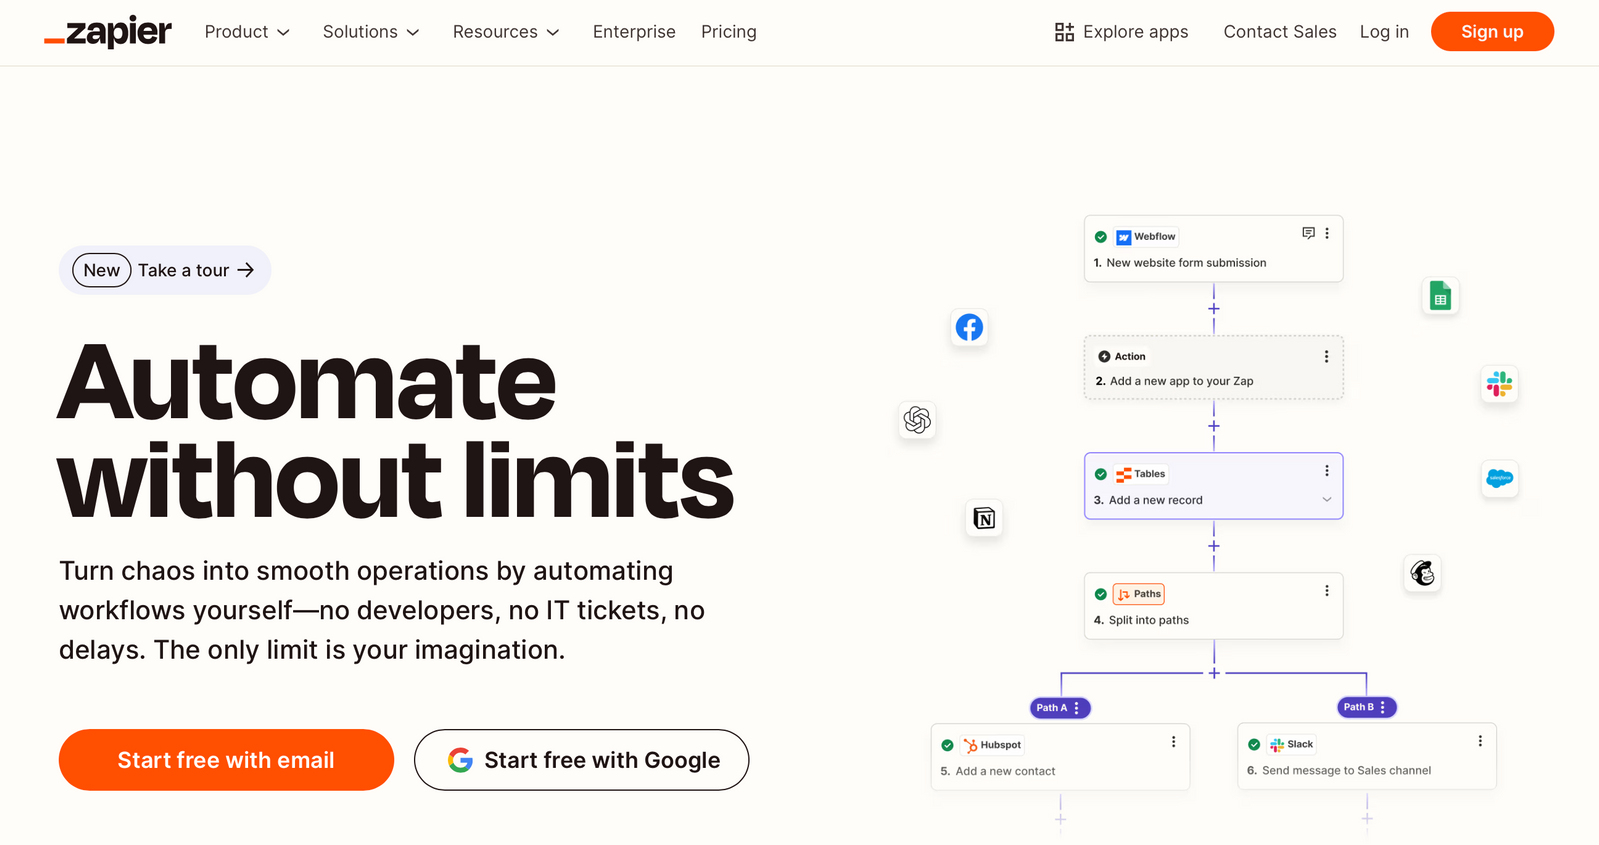 zapier
Product
Solutions
Resources
Enterprise
Pricing
Explore apps
Contact Sales
Log in
Sign up
New Take a tour
Automate
without limits
Turn chaos into smooth operations by automating
workflows yourself—no developers, no IT tickets, no
delays. The only limit is your imagination.
Start free with email
Start free with Google
Webflow
1. New website form submission
Action
2. Add a new app to your Zap
Tables
3. Add a new record
Paths
4. Split into paths
Path A
Path B
Hubspot
5. Add a new contact
Slack
6. Send message to Sales channel
salesforce